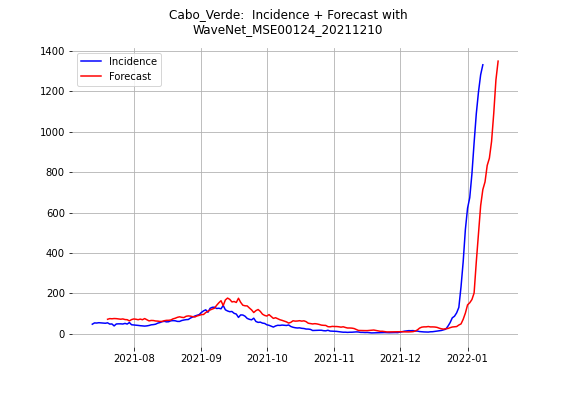 Cabo_Verde:  Incidence + Forecast with
WaveNet_MSE00124_20211210
Incidence
Forecast
1400
1200
1000
800
600
400
200
0
2021-08 2021-09 2021-10 2021-11 2021-12 2022-01